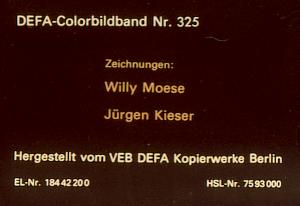 DEFA-Colorbildband Nr. 325
Zeichnungen:
Willy Moese
Jürgen Kieser
Hergestellt vom VEB DEFA Kopierwerke Berlin
EL-Nr. 18442200 HSL-Nr. 7593000